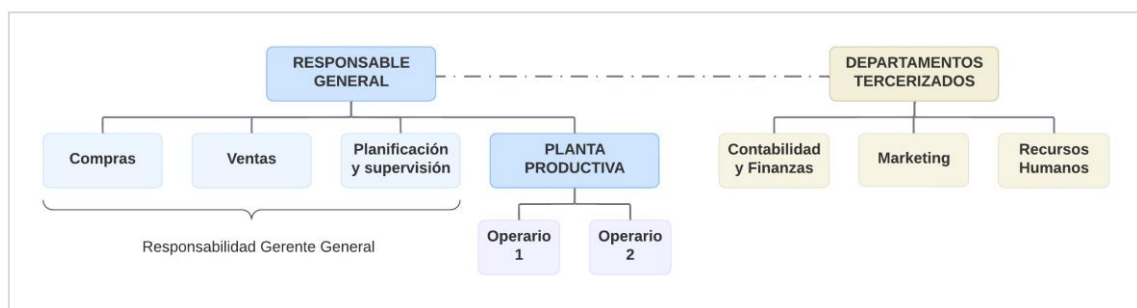 RESPONSABLE
GENERAL
DEPARTAMENTOS
TERCERIZADOS
Compras
Ventas
Planificación
y supervisión
PLANTA
PRODUCTIVA
Contabilidad
y Finanzas
Marketing
Recursos
Humanos
Responsabilidad Gerente General
Operario
1
Operario
2